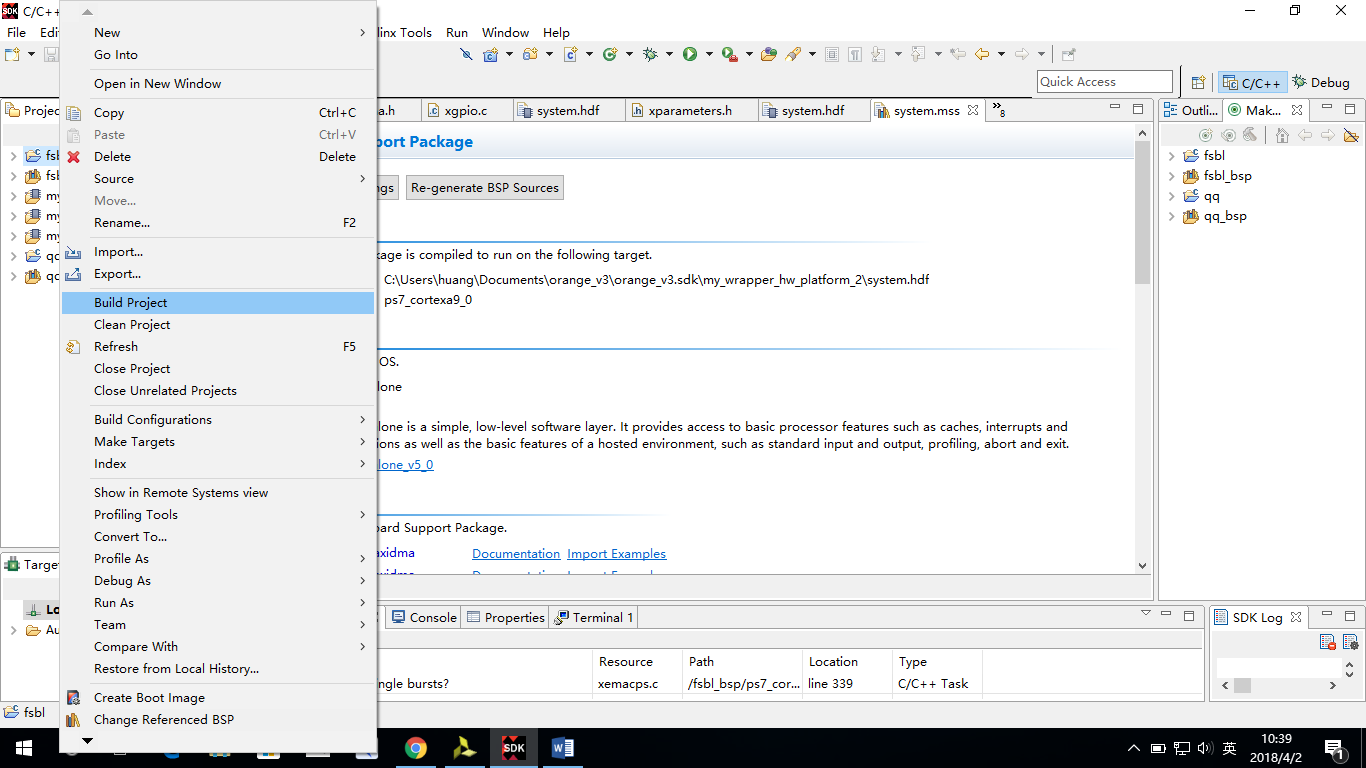 C/C++
File Edi linx Tools Run Window Help
Quick Access
C/C++
Debug
Projec
a.h
xgpio.c
system.hdf
xparameters.h
system.hdf
system.mss
8
Outli...
Mak...
New
Go Into
Open in New Window
Copy Ctrl+C
Paste Ctrl+V
Delete Delete
Source
Move...
Rename... F2
Import...
Export...
Build Project
Clean Project
Refresh F5
Close Project
Close Unrelated Projects
Build Configurations
Make Targets
Index
Show in Remote Systems view
Profiling Tools
Convert To...
Profile As
Debug As
Run As
Team
Compare With
Restore from Local History...
Create Boot Image
Change Referenced BSP
fsb
fsb
my
my
my
qq
qq
port Package
ngs
Re-generate BSP Sources
kage is compiled to run on the following target.
C:\Users\huang\Documents\orange_v3\orange_v3.sdk\my_wrapper_hw_platform_2\system.hdf
ps7_cortexa9_0
OS.
lone
lone is a simple, low-level software layer. It provides access to basic processor features such as caches, interrupts and
ions as well as the basic features of a hosted environment, such as standard input and output, profiling, abort and exit.
lone_v5_0
ard Support Package.
axidma Documentation Import Examples
fsbl
fsbl_bsp
qq
qq_bsp
Targe
Lo
Au
Console
Properties
Terminal 1
Resource Path Location Type
ngle bursts? xemacps.c /fsbl_bsp/ps7_cor... line 339 C/C++ Task
SDK Log
fsbl
SDK
英
10:39
2018/4/2
1